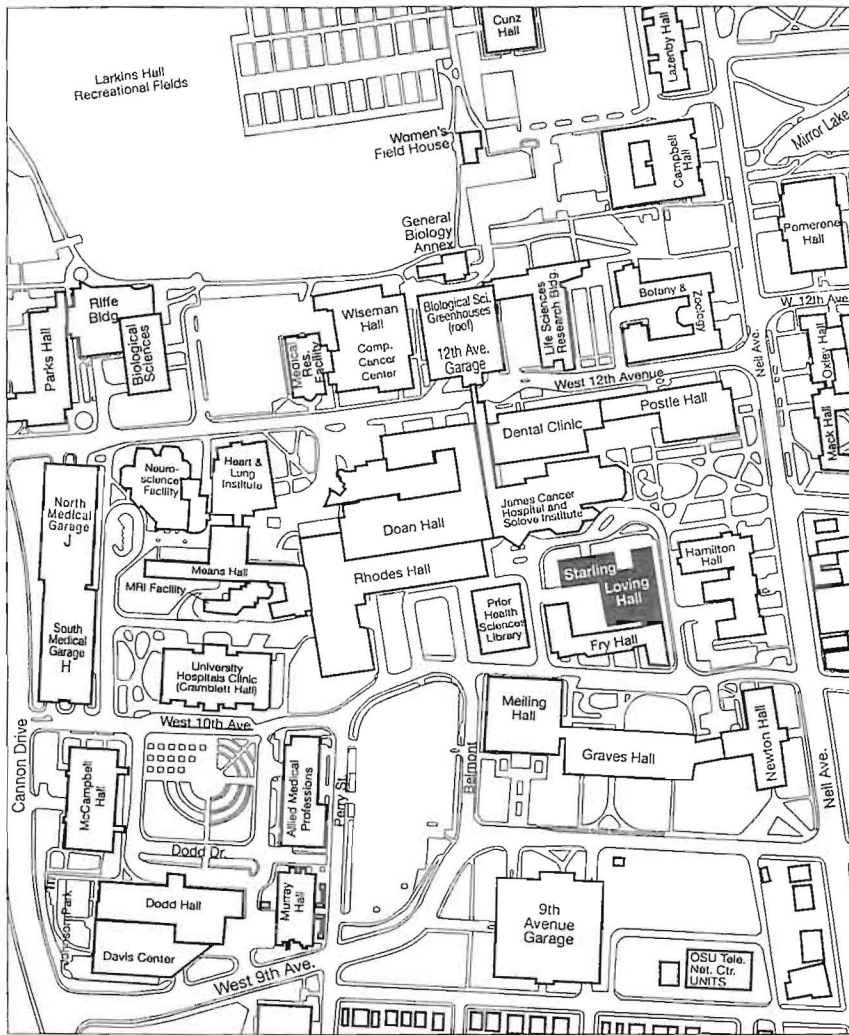 Cunz
Hall
Lazenby Hall
Larkins Hall
Recreational Fields
Mirror Lake
Women's
Field House
Campbell
Hall
Pomerene
Hall
General
Biology
Annex
Riffe
Bldg.
Parks Hall
Biological
Sciences
Wiseman
Hall
Comp.
Cancer
Center
Medical
Res.
Facility
Biological Sci.
Greenhouses
(roof)
12th Ave.
Garage
Life Sciences
Research Bldg.
Botany &
Zoology
W. 12th Ave
Neil Ave.
Oxley Hall
Mack Hall
West 12th Avenue
Postle Hall
Dental Clinic
Neuro-
science
Facility
Heart &
Lung
Institute
North
Medical
Garage
J
James Cancer
Hospital and
Solove Institute
Doan Hall
Means Hall
MRI Facility
Rhodes Hall
Starling
Loving
Hall
Hamilton
Hall
Prior
Health
Sciences
Library
Fry Hall
South
Medical
Garage
H
University
Hospitals Clinic
(Cramblett Hall)
West 10th Ave
Meiling
Hall
Graves Hall
Newton Hall
Neil Ave.
Cannon Drive
McCampbell
Hall
Allied Medical
Professions
Perry St.
Belmont
Dodd Dr.
Dodd Hall
Murray
Hall
Davis Center
Park
West 9th Ave.
9th
Avenue
Garage
OSU Tele.
Net. Ctr.
UNITS